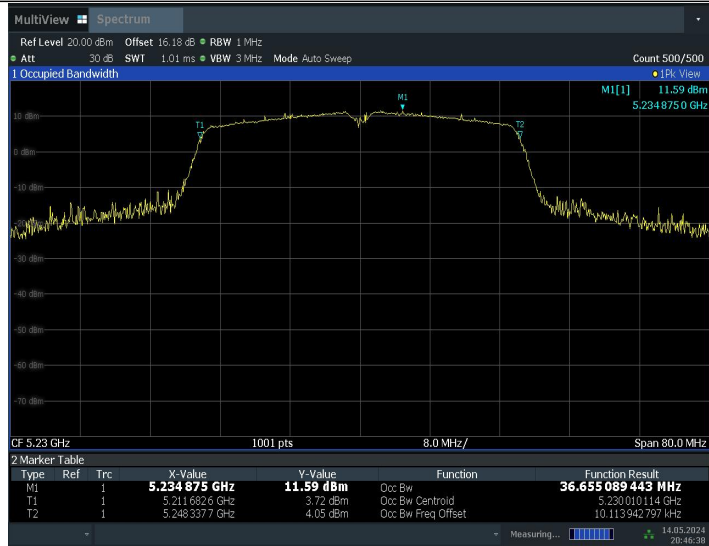 MultiView Spectrum
Ref Level 20.00 dBm Offset 16.18 dB RBW 1 MHz
Att 30 dB SWT 1.01 ms VBW 3 MHz Mode Auto Sweep Count 500/500
1 Occupied Bandwidth 1Pk View
M1[1] 11.59 dBm
5.2348750 GHz
M1
10 dBm
T1
T2
0 dBm
-10 dBm
-20 dBm
-30 dBm
-40 dBm
-50 dBm
-60 dBm
-70 dBm
CF 5.23 GHz 1001 pts 8.0 MHz/ Span 80.0 MHz
2 Marker Table
Type Ref Trc X-Value Y-Value Function Function Result
M1 1 5.234 875 GHz 11.59 dBm Occ Bw 36.655 089 443 MHz
T1 1 5.211 6826 GHz 3.72 dBm Occ Bw Centroid 5.230 010 114 GHz
T2 1 5.248 3377 GHz 4.05 dBm Occ Bw Freq Offset 10.113 942 797 kHz
Measuring... 14.05.2024
20:46:38